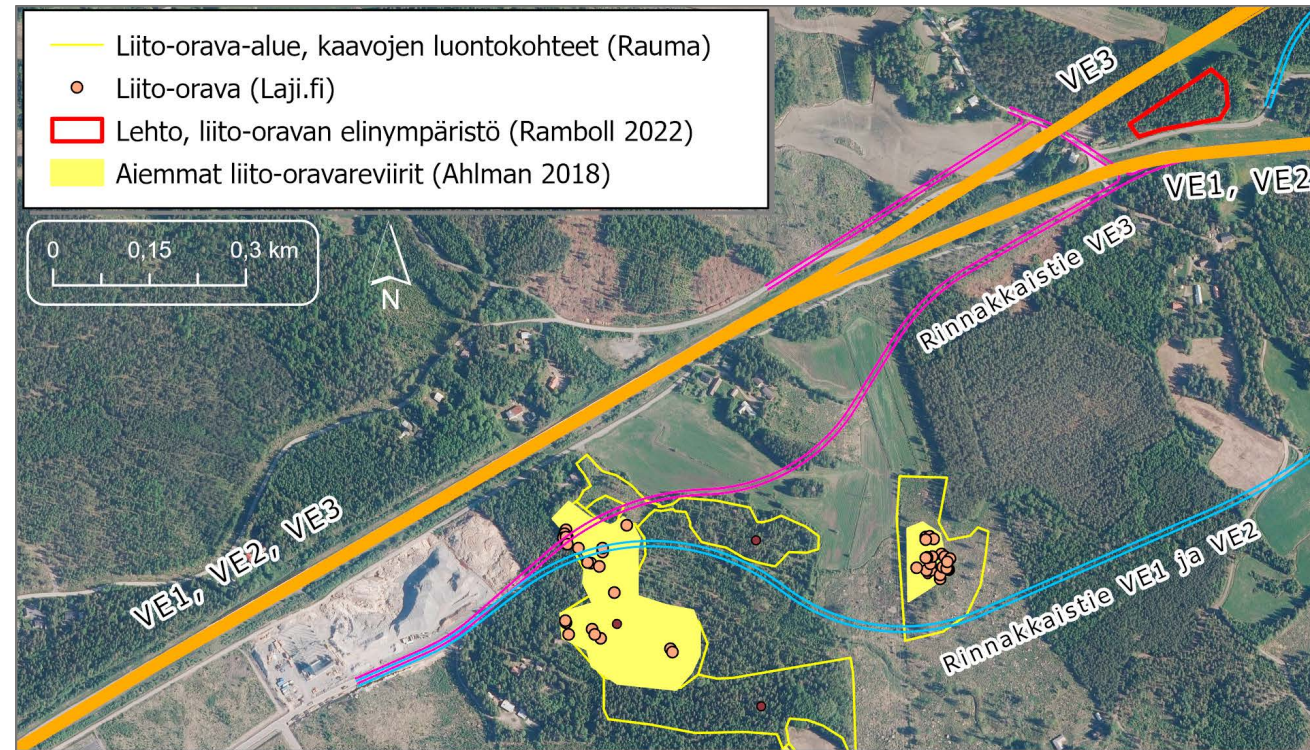 Liito-orava-alue, kaavojen luontokohteet (Rauma)
Liito-orava (Laji.fi)
Lehto, liito-oravan elinympäristö (Ramboll 2022)
Aiemmat liito-oravareviirit (Ahlman 2018)
0 0,15 0,3 km
N
VE3
VE1, VE2
Rinnakkaistie VE3
VE1, VE2, VE3
Rinnakkaistie VE1 ja VE2